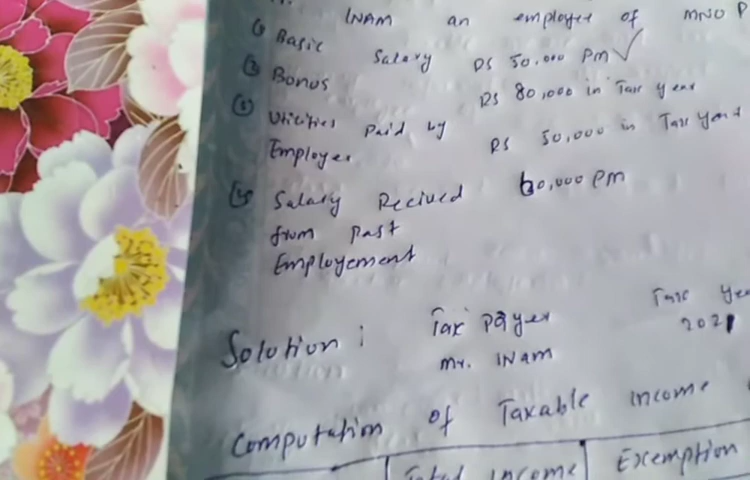 INAM an employee of MNO P
(1) Basic Salary RS 50,000 PM ✓
(2) Bonus RS 80,000 in Tax year
(3) Utilities Paid by RS 50,000 in Tax year
Employer
(4) Salary Recived 60,000 PM
from Past
Employement
Solution : Tax Payer Tax Yea
Mr. INam 2021
Computation of Taxable Income
Total income Exemption